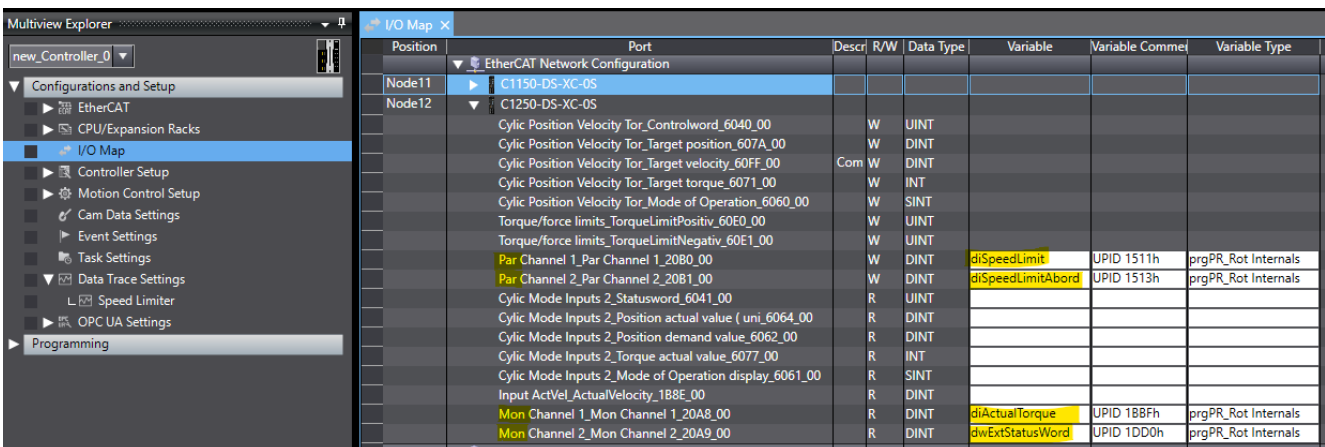 Multiview Explorer
new_Controller_0
Configurations and Setup
EtherCAT
CPU/Expansion Racks
I/O Map
Controller Setup
Motion Control Setup
Cam Data Settings
Event Settings
Task Settings
Data Trace Settings
Speed Limiter
OPC UA Settings
Programming
I/O Map
Position Port Descr R/W Data Type Variable Variable Commer Variable Type
EtherCAT Network Configuration
Node11 C1150-DS-XC-0S
Node12 C1250-DS-XC-0S
Cylic Position Velocity Tor_Controlword_6040_00 W UINT
Cylic Position Velocity Tor_Target position_607A_00 W DINT
Cylic Position Velocity Tor_Target velocity_60FF_00 Com W DINT
Cylic Position Velocity Tor_Target torque_6071_00 W INT
Cylic Position Velocity Tor_Mode of Operation_6060_00 W SINT
Torque/force limits_TorqueLimitPositiv_60E0_00 W UINT
Torque/force limits_TorqueLimitNegativ_60E1_00 W UINT
Par Channel 1_Par Channel 1_20B0_00 W DINT diSpeedLimit UPID 1511h prgPR_Rot Internals
Par Channel 2_Par Channel 2_20B1_00 W DINT diSpeedLimitAbord UPID 1513h prgPR_Rot Internals
Cylic Mode Inputs 2_Statusword_6041_00 R UINT
Cylic Mode Inputs 2_Position actual value ( uni_6064_00 R DINT
Cylic Mode Inputs 2_Position demand value_6062_00 R DINT
Cylic Mode Inputs 2_Torque actual value_6077_00 R INT
Cylic Mode Inputs 2_Mode of Operation display_6061_00 R SINT
Input ActVel_ActualVelocity_1B8E_00 R DINT
Mon Channel 1_Mon Channel 1_20A8_00 R DINT diActualTorque UPID 1BBFh prgPR_Rot Internals
Mon Channel 2_Mon Channel 2_20A9_00 R DINT dwExtStatusWord UPID 1DD0h prgPR_Rot Internals